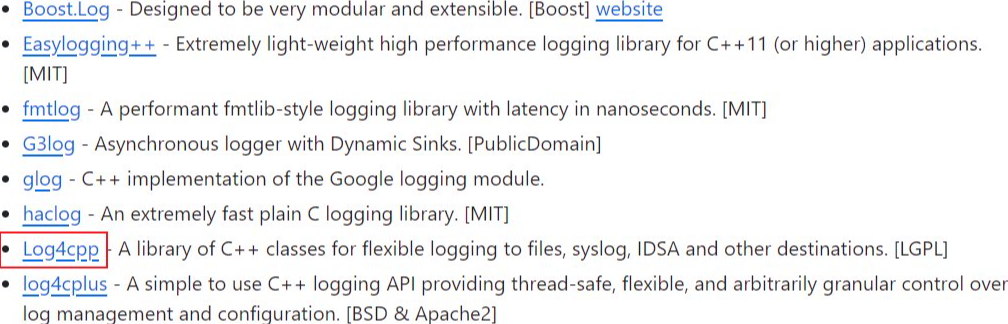 Boost.Log - Designed to be very modular and extensible. [Boost] website
Easylogging++ - Extremely light-weight high performance logging library for C++11 (or higher) applications.
[MIT]
fmtlog - A performant fmtlib-style logging library with latency in nanoseconds. [MIT]
G3log - Asynchronous logger with Dynamic Sinks. [PublicDomain]
glog - C++ implementation of the Google logging module.
haclog - An extremely fast plain C logging library. [MIT]
Log4cpp - A library of C++ classes for flexible logging to files, syslog, IDSA and other destinations. [LGPL]
log4cplus - A simple to use C++ logging API providing thread-safe, flexible, and arbitrarily granular control over
log management and configuration. [BSD & Apache2]